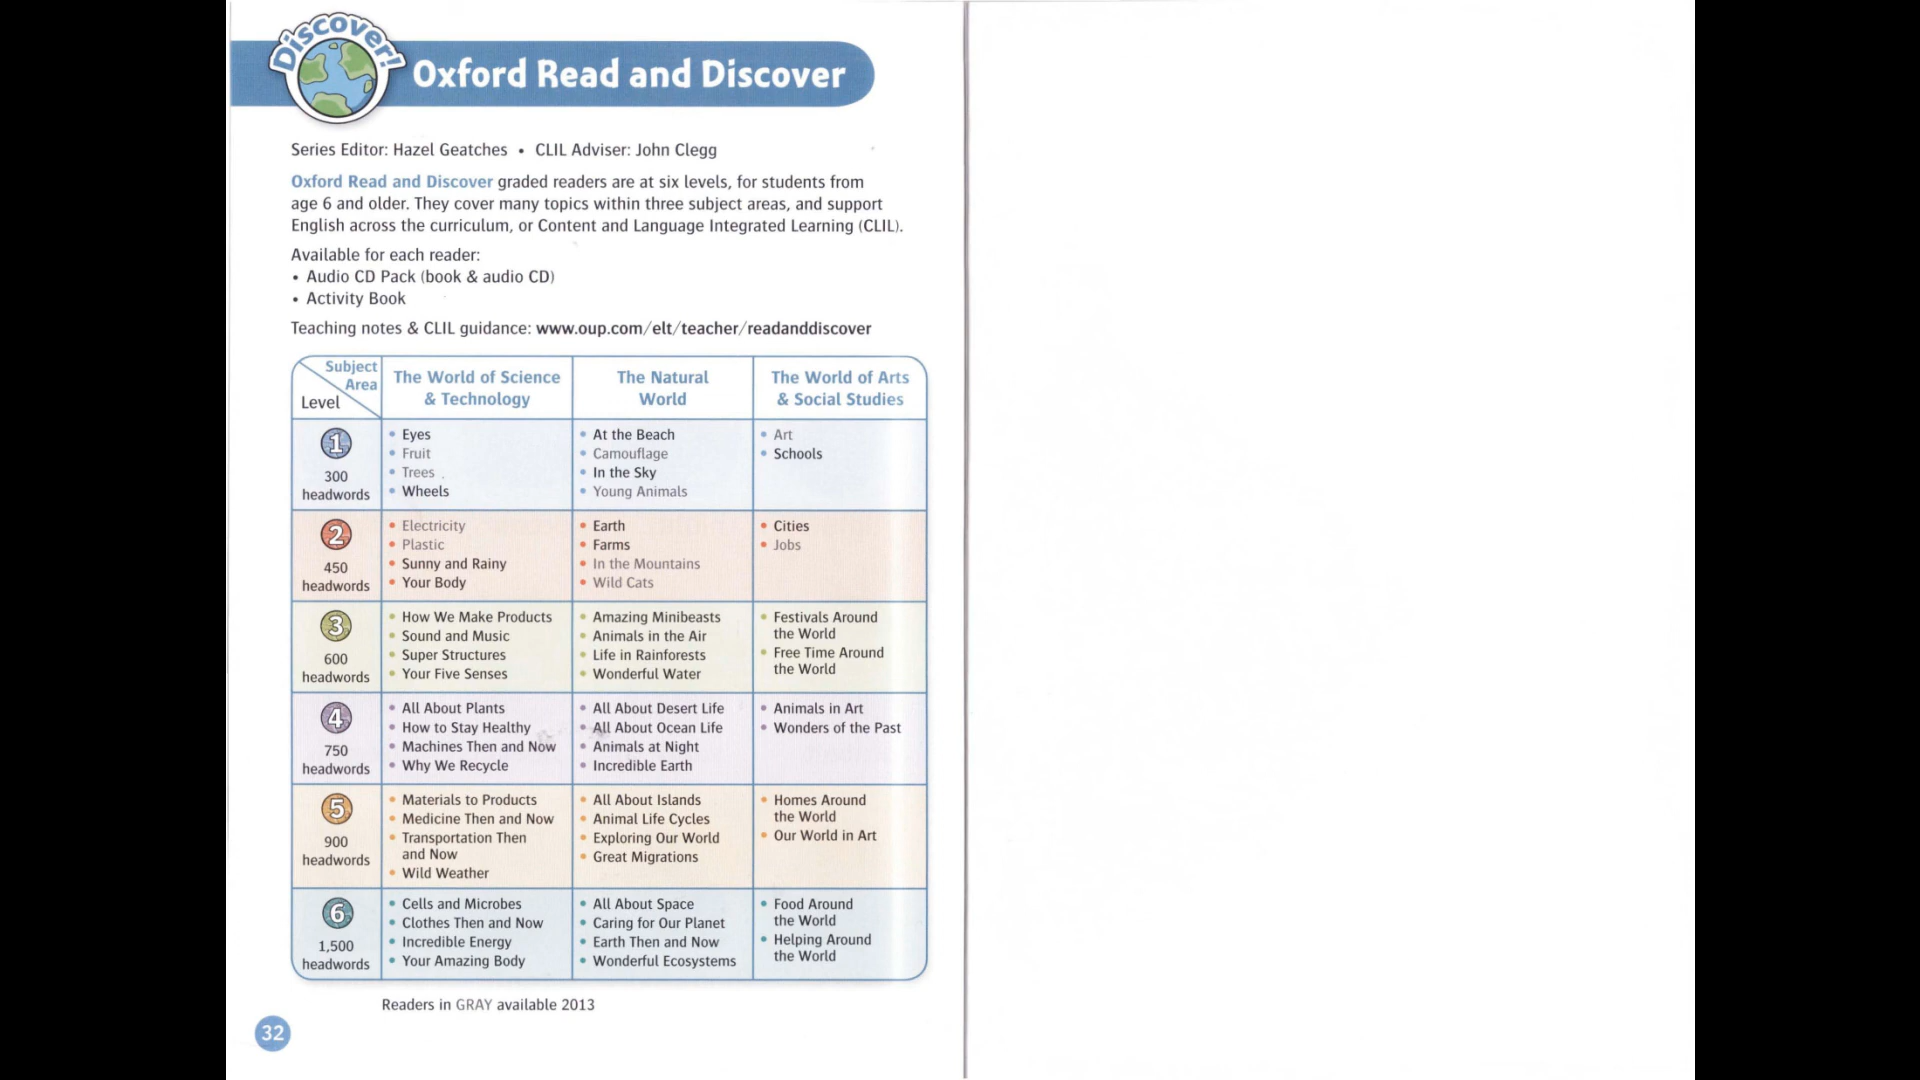 Discover!
Oxford Read and Discover
Series Editor: Hazel Geatches • CLIL Adviser: John Clegg
Oxford Read and Discover graded readers are at six levels, for students from
age 6 and older. They cover many topics within three subject areas, and support
English across the curriculum, or Content and Language Integrated Learning (CLIL).
Available for each reader:
• Audio CD Pack (book & audio CD)
• Activity Book
Teaching notes & CLIL guidance: www.oup.com/elt/teacher/readanddiscover
Subject
Area
Level
The World of Science
& Technology
The Natural
World
The World of Arts
& Social Studies
1
300
headwords
• Eyes
• Fruit
• Trees
• Wheels
• At the Beach
• Camouflage
• In the Sky
• Young Animals
• Art
• Schools
2
450
headwords
• Electricity
• Plastic
• Sunny and Rainy
• Your Body
• Earth
• Farms
• In the Mountains
• Wild Cats
• Cities
• Jobs
3
600
headwords
• How We Make Products
• Sound and Music
• Super Structures
• Your Five Senses
• Amazing Minibeasts
• Animals in the Air
• Life in Rainforests
• Wonderful Water
• Festivals Around
the World
• Free Time Around
the World
4
750
headwords
• All About Plants
• How to Stay Healthy
• Machines Then and Now
• Why We Recycle
• All About Desert Life
• All About Ocean Life
• Animals at Night
• Incredible Earth
• Animals in Art
• Wonders of the Past
5
900
headwords
• Materials to Products
• Medicine Then and Now
• Transportation Then
and Now
• Wild Weather
• All About Islands
• Animal Life Cycles
• Exploring Our World
• Great Migrations
• Homes Around
the World
• Our World in Art
6
1,500
headwords
• Cells and Microbes
• Clothes Then and Now
• Incredible Energy
• Your Amazing Body
• All About Space
• Caring for Our Planet
• Earth Then and Now
• Wonderful Ecosystems
• Food Around
the World
• Helping Around
the World
Readers in GRAY available 2013
32